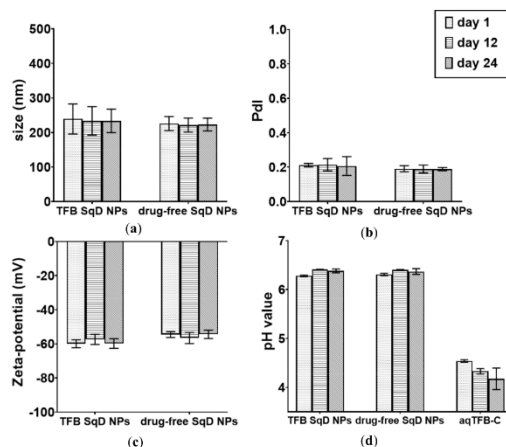 day 1
day 12
day 24
size (nm)
500
400
300
200
100
0
TFB SqD NPs drug-free SqD NPs
(a)
PdI
1.0
0.8
0.6
0.4
0.2
0.0
TFB SqD NPs drug-free SqD NPs
(b)
Zeta-potential (mV)
0
-20
-40
-60
-80
-100
TFB SqD NPs drug-free SqD NPs
(c)
pH value
7
6
5
4
TFB SqD NPs drug-free SqD NPs aqTFB-C
(d)